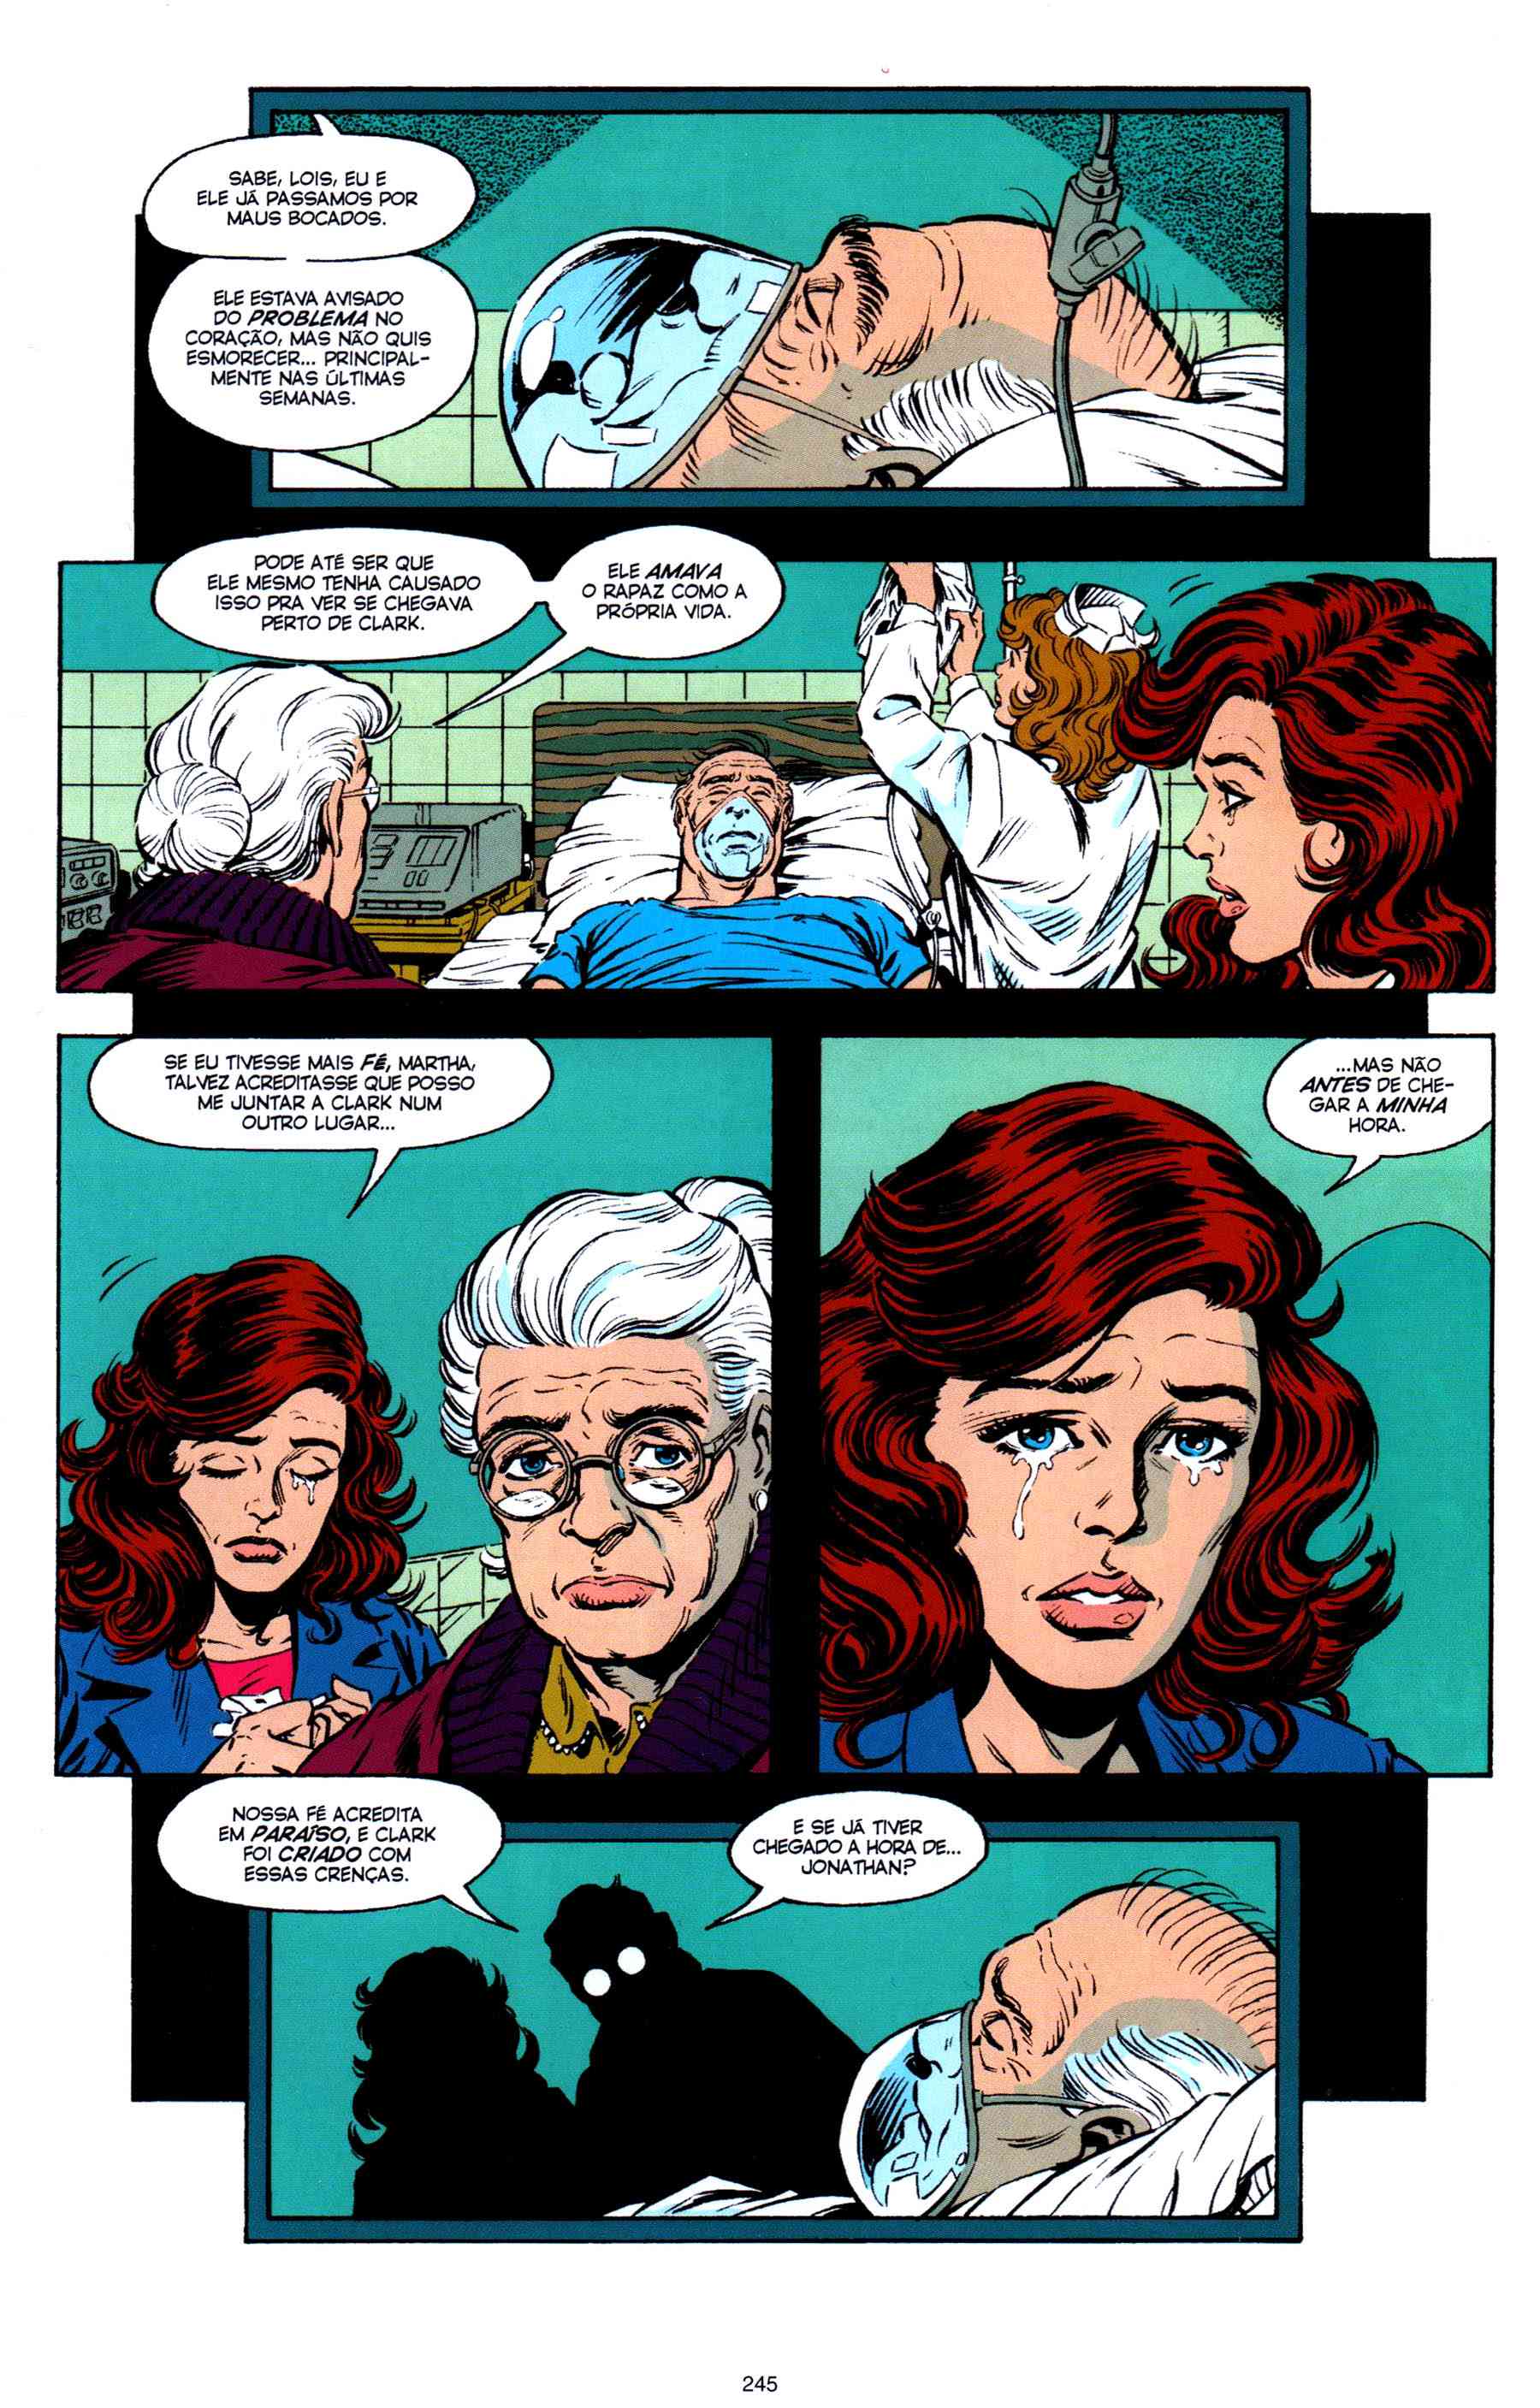 SABE, LOIS, EU E
ELE JÁ PASSAMOS POR
MAUS BOCADOS.
ELE ESTAVA AVISADO
DO PROBLEMA NO
CORAÇÃO, MAS NÃO QUIS
ESMORECER... PRINCIPAL-
MENTE NAS ÚLTIMAS
SEMANAS.
PODE ATÉ SER QUE
ELE MESMO TENHA CAUSADO
ISSO PRA VER SE CHEGAVA
PERTO DE CLARK.
ELE AMAVA
O RAPAZ COMO A
PRÓPRIA VIDA.
SE EU TIVESSE MAIS FÉ, MARTHA,
TALVEZ ACREDITASSE QUE POSSO
ME JUNTAR A CLARK NUM
OUTRO LUGAR...
...MAS NÃO
ANTES DE CHE-
GAR A MINHA
HORA.
NOSSA FÉ ACREDITA
EM PARAÍSO, E CLARK
FOI CRIADO COM
ESSAS CRENÇAS.
E SE JÁ TIVER
CHEGADO A HORA DE...
JONATHAN?
245